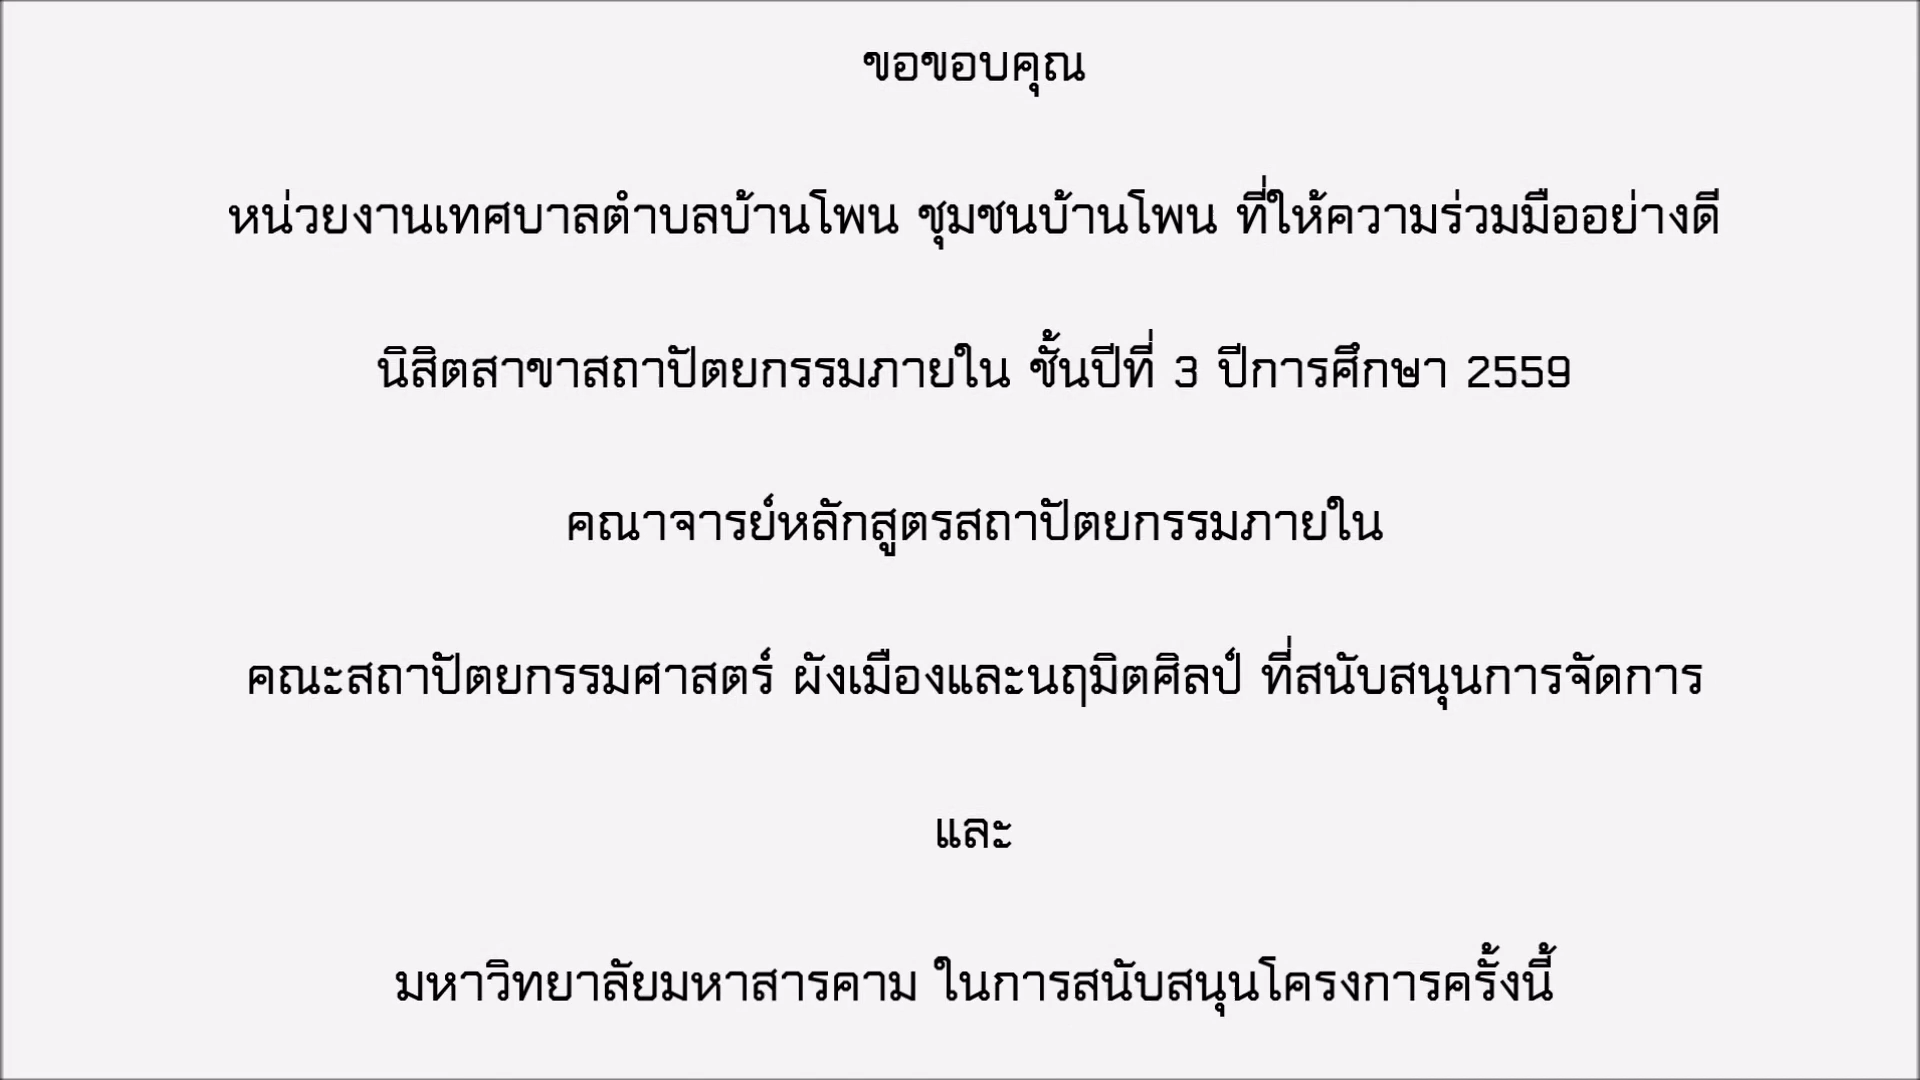 ขอขอบคุณ
หน่วยงานเทศบาลตำบลบ้านโพน ชุมชนบ้านโพน ที่ให้ความร่วมมืออย่างดี
นิสิตสาขาสถาปัตยกรรมภายใน ชั้นปีที่ 3 ปีการศึกษา 2559
คณาจารย์หลักสูตรสถาปัตยกรรมภายใน
คณะสถาปัตยกรรมศาสตร์ ผังเมืองและนฤมิตศิลป์ ที่สนับสนุนการจัดการ
และ
มหาวิทยาลัยมหาสารคาม ในการสนับสนุนโครงการครั้งนี้